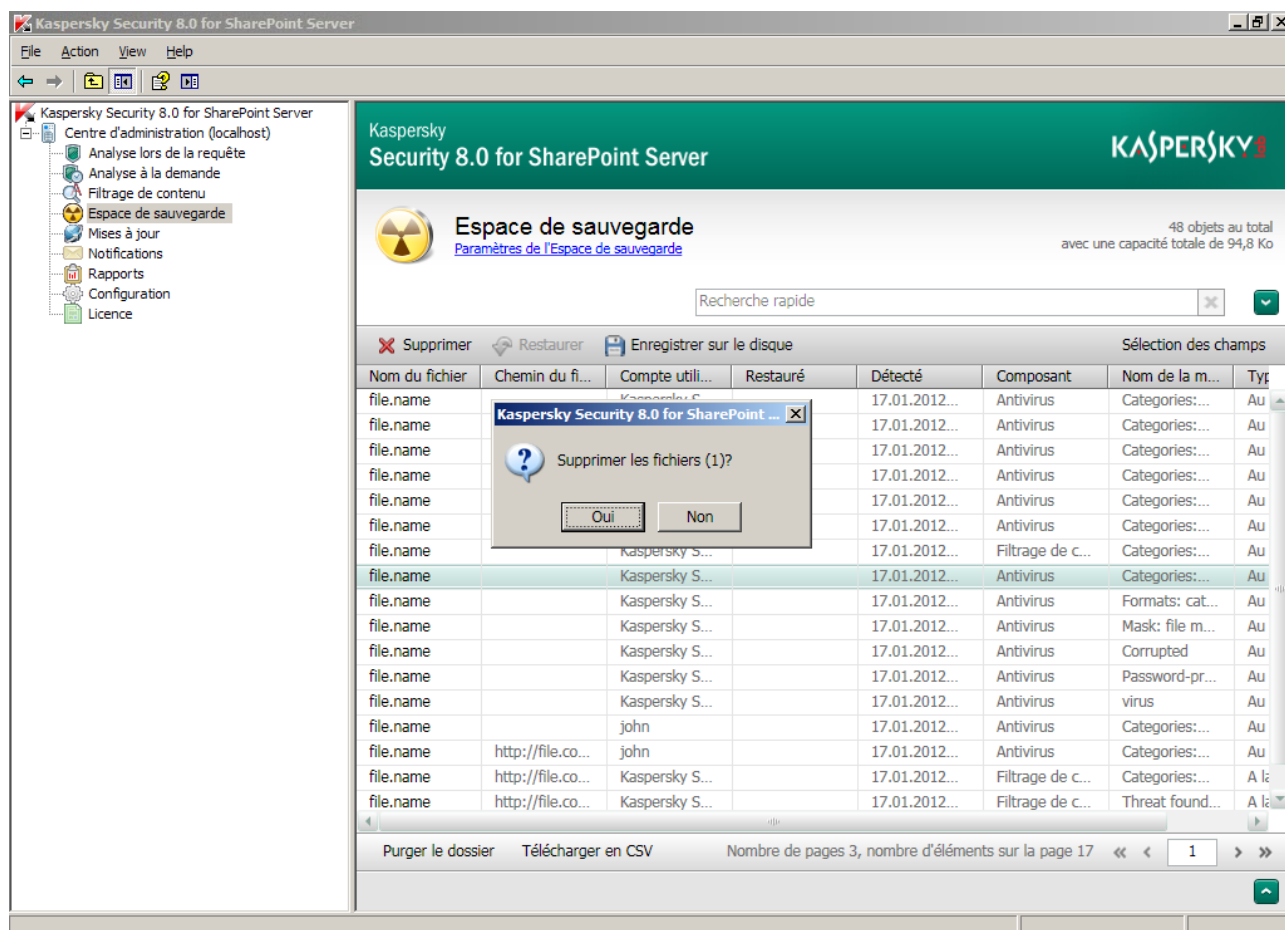 Kaspersky Security 8.0 for SharePoint Server
File Action View Help
Kaspersky Security 8.0 for SharePoint Server
Centre d'administration (localhost)
Analyse lors de la requête
Analyse à la demande
Filtrage de contenu
Espace de sauvegarde
Mises à jour
Notifications
Rapports
Configuration
Licence
Kaspersky
Security 8.0 for SharePoint Server
KASPERSKY lab
Espace de sauvegarde
Paramètres de l'Espace de sauvegarde
48 objets au total
avec une capacité totale de 94,8 Ko
Recherche rapide
Supprimer Restaurer Enregistrer sur le disque Sélection des champs
Nom du fichier Chemin du fi... Compte utili... Restauré Détecté Composant Nom de la m... Typ
file.name Kaspersky S... 17.01.2012... Antivirus Categories:... Au
file.name 17.01.2012... Antivirus Categories:... Au
file.name 17.01.2012... Antivirus Categories:... Au
file.name 17.01.2012... Antivirus Categories:... Au
file.name 17.01.2012... Antivirus Categories:... Au
file.name 17.01.2012... Antivirus Categories:... Au
file.name Kaspersky S... 17.01.2012... Filtrage de c... Categories:... Au
file.name Kaspersky S... 17.01.2012... Antivirus Categories:... Au
file.name Kaspersky S... 17.01.2012... Antivirus Formats: cat... Au
file.name Kaspersky S... 17.01.2012... Antivirus Mask: file m... Au
file.name Kaspersky S... 17.01.2012... Antivirus Corrupted Au
file.name Kaspersky S... 17.01.2012... Antivirus Password-pr... Au
file.name Kaspersky S... 17.01.2012... Antivirus virus Au
file.name john 17.01.2012... Antivirus Categories:... Au
file.name http://file.co... john 17.01.2012... Antivirus Categories:... Au
file.name http://file.co... Kaspersky S... 17.01.2012... Filtrage de c... Categories:... A la
file.name http://file.co... Kaspersky S... 17.01.2012... Filtrage de c... Threat found... A la
Kaspersky Security 8.0 for SharePoint ...
Supprimer les fichiers (1)?
Oui Non
Purger le dossier Télécharger en CSV Nombre de pages 3, nombre d'éléments sur la page 17 « < 1 > »